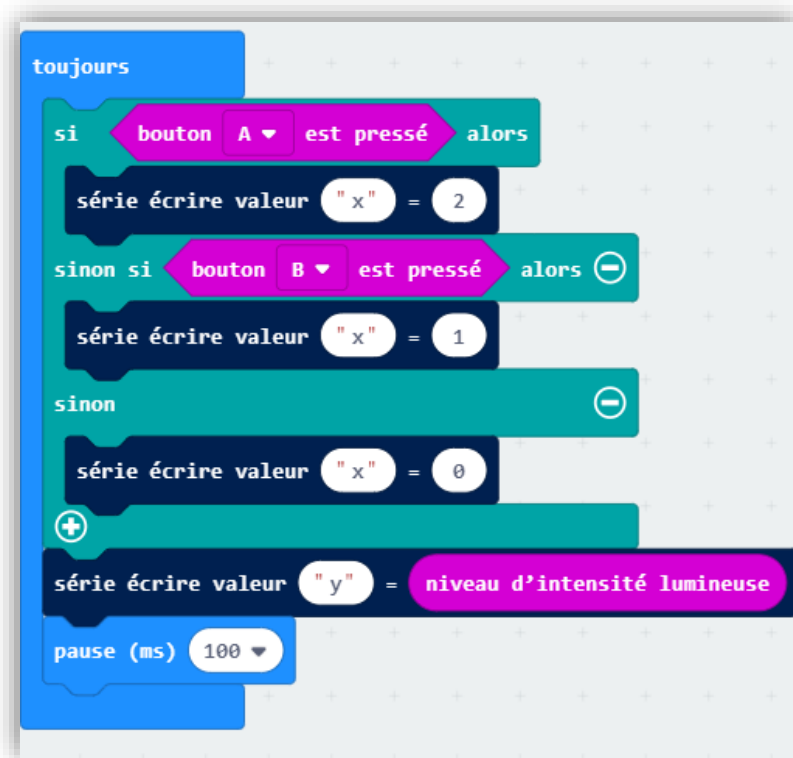 toujours
si bouton A est pressé alors
série écrire valeur "x" = 2
sinon si bouton B est pressé alors
série écrire valeur "x" = 1
sinon
série écrire valeur "x" = 0
série écrire valeur "y" = niveau d'intensité lumineuse
pause (ms) 100